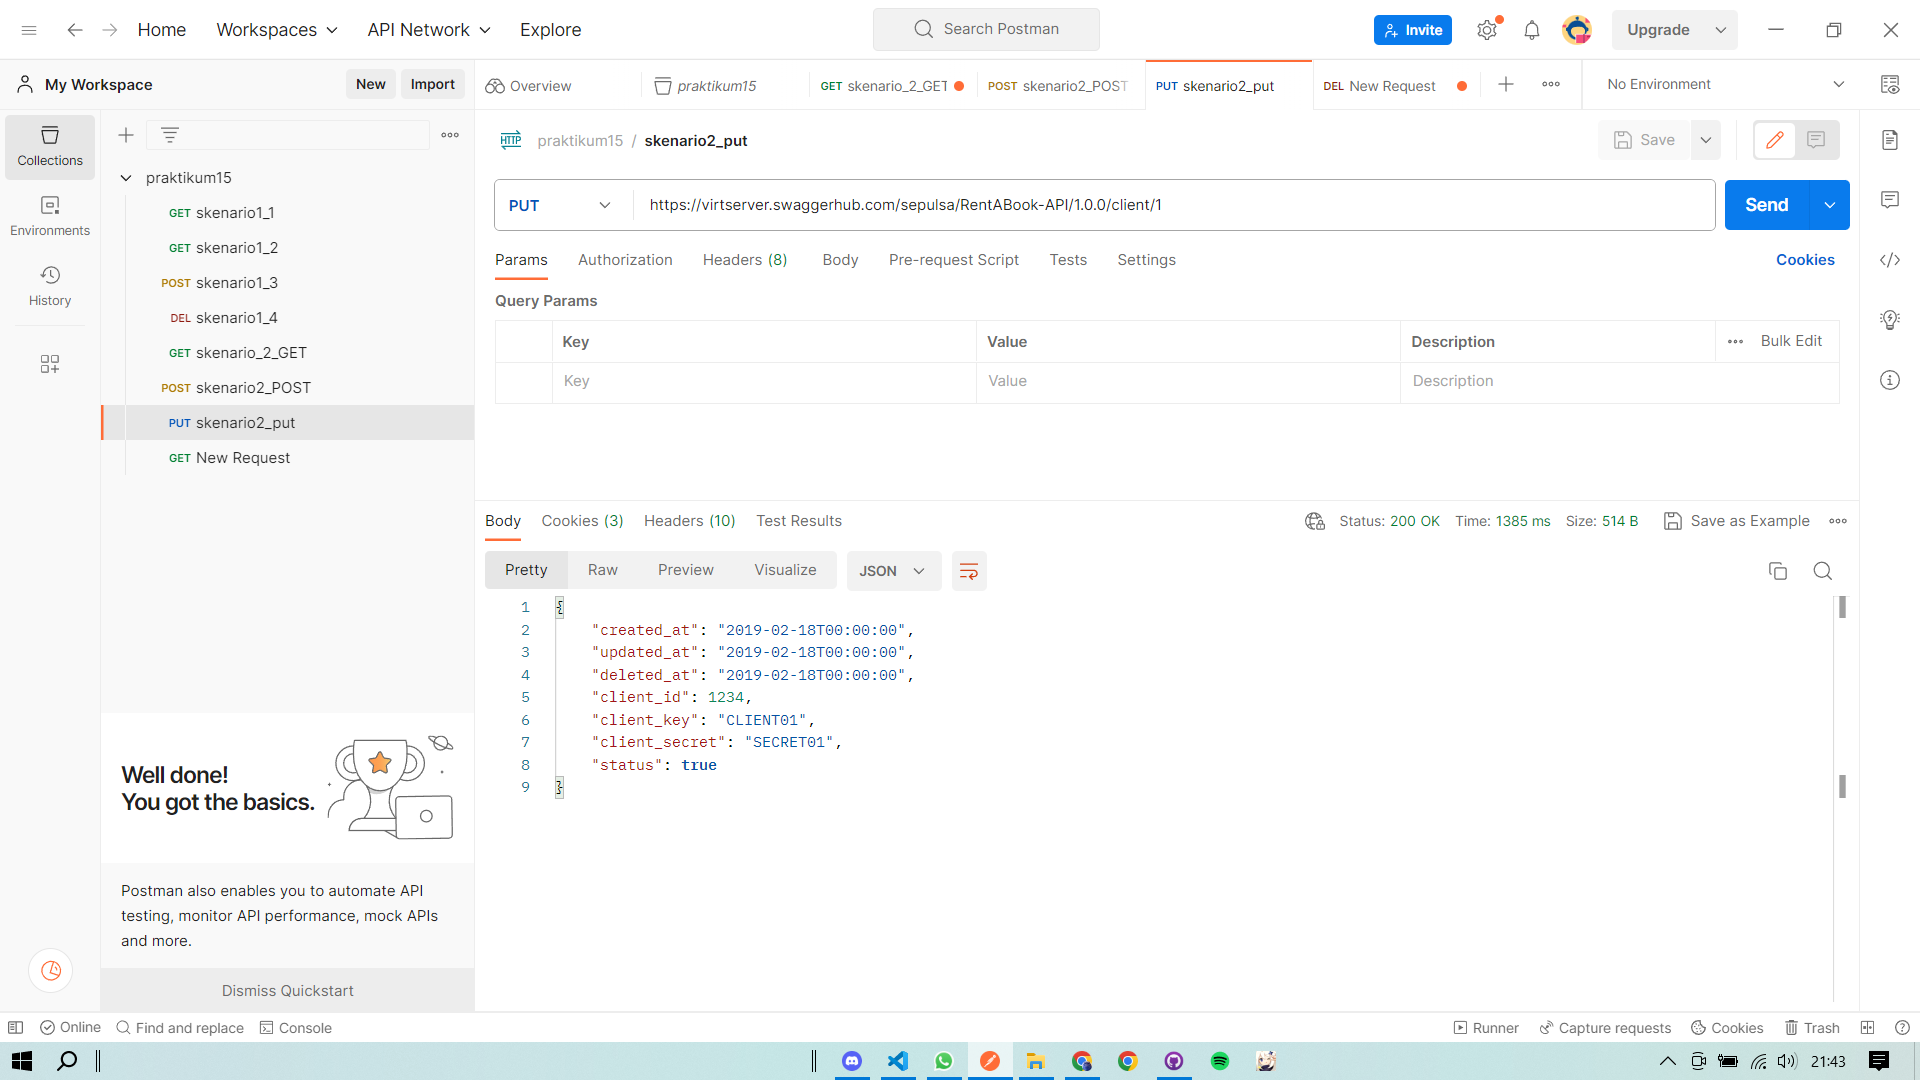 Home
Workspaces
API Network
Explore
Search Postman
Invite
Upgrade
My Workspace
New
Import
Overview
praktikum15
GET skenario_2_GET
POST skenario2_POST
PUT skenario2_put
DEL New Request
No Environment
Collections
Environments
History
praktikum15
GET skenario1_1
GET skenario1_2
POST skenario1_3
DEL skenario1_4
GET skenario_2_GET
POST skenario2_POST
PUT skenario2_put
GET New Request
HTTP praktikum15 / skenario2_put
Save
PUT
https://virtserver.swaggerhub.com/sepulsa/RentABook-API/1.0.0/client/1
Send
Params
Authorization
Headers (8)
Body
Pre-request Script
Tests
Settings
Cookies
Query Params
Key
Value
Description
Bulk Edit
Key
Value
Description
Body
Cookies (3)
Headers (10)
Test Results
Status: 200 OK
Time: 1385 ms
Size: 514 B
Save as Example
Pretty
Raw
Preview
Visualize
JSON
1 {
2 "created_at": "2019-02-18T00:00:00",
3 "updated_at": "2019-02-18T00:00:00",
4 "deleted_at": "2019-02-18T00:00:00",
5 "client_id": 1234,
6 "client_key": "CLIENT01",
7 "client_secret": "SECRET01",
8 "status": true
9 }
Well done!
You got the basics.
Postman also enables you to automate API
testing, monitor API performance, mock APIs
and more.
Dismiss Quickstart
Online
Find and replace
Console
Runner
Capture requests
Cookies
Trash
21:43